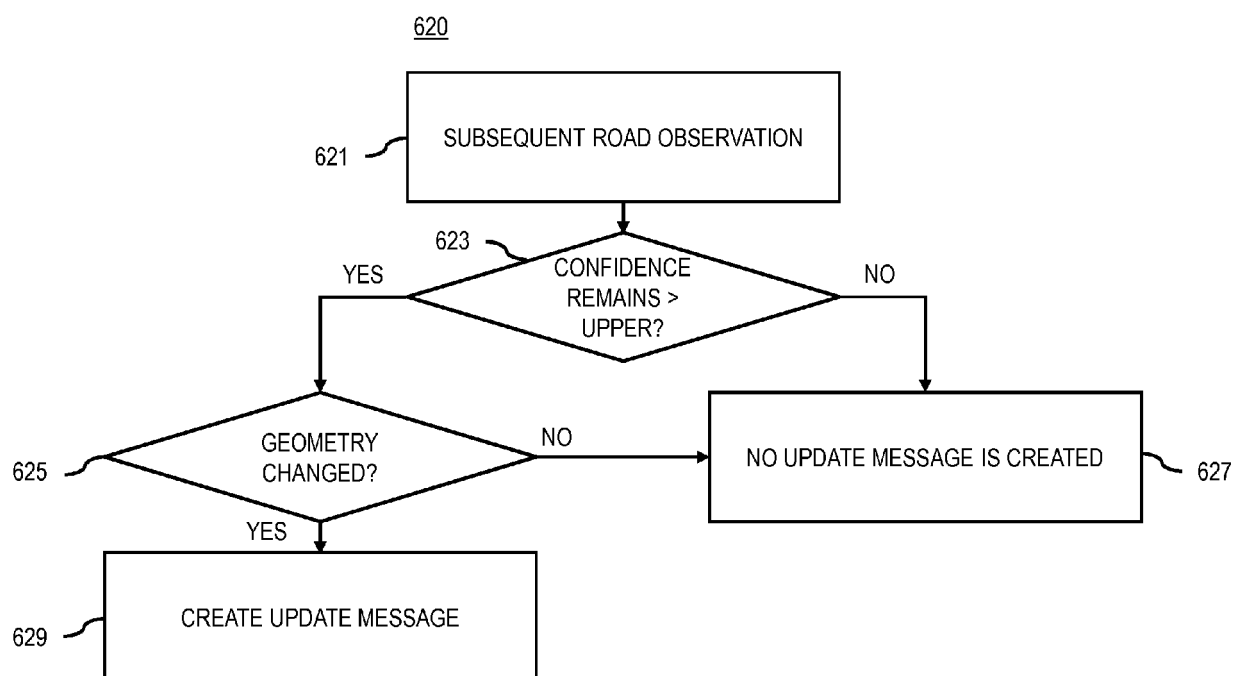 620
SUBSEQUENT ROAD OBSERVATION
621
623
YES
CONFIDENCE
REMAINS >
UPPER?
NO
GEOMETRY
CHANGED?
NO
625
NO UPDATE MESSAGE IS CREATED
627
YES
CREATE UPDATE MESSAGE
629